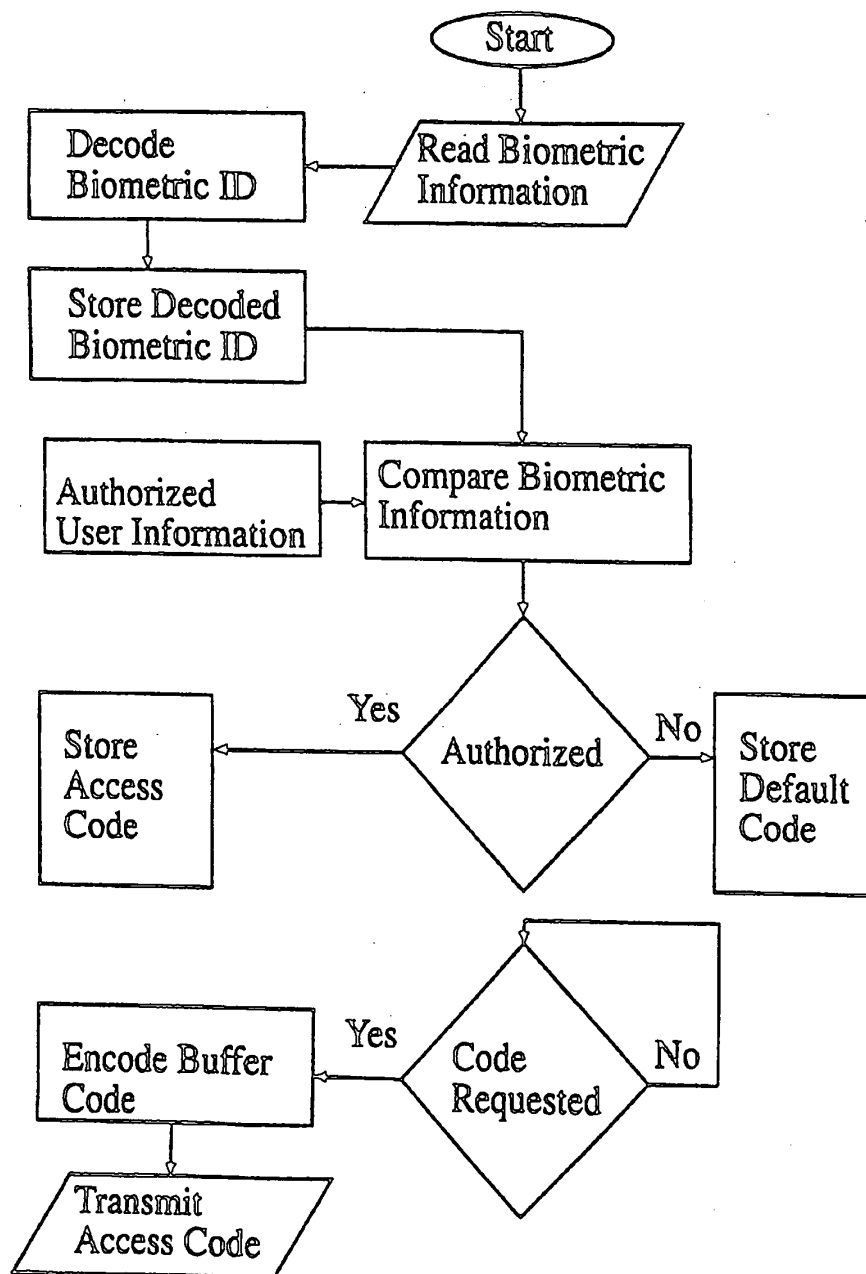 Start
Read Biometric
Information
Decode
Biometric ID
Store Decoded
Biometric ID
Authorized
User Information
Compare Biometric
Information
Authorized
Yes
No
Store
Access
Code
Store
Default
Code
Code
Requested
Yes
No
Encode Buffer
Code
Transmit
Access Code